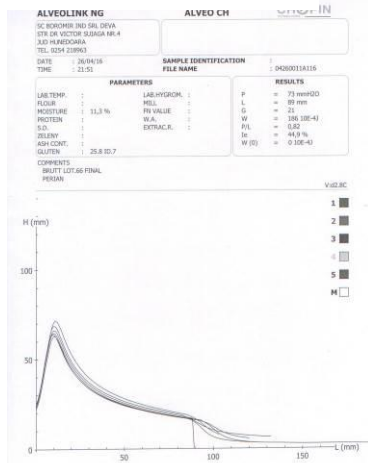 ALVEOLINK NG ALVEO CH CHOPIN
SC BOROMIR IND SRL DEVA
STR DR VICTOR SUIAGA NR.4
JUD HUNEDOARA
TEL. 0254 218963
DATE : 26/04/16 SAMPLE IDENTIFICATION :
TIME : 21:51 FILE NAME : 04260011A116
PARAMETERS
LAB.TEMP. : LAB.HYGROM. :
FLOUR : MILL :
MOISTURE : 11,3 % FN VALUE :
PROTEIN : W.A. :
S.D. : EXTRAC.R. :
ZELENY :
ASH CONT. :
GLUTEN : 25.8 ID.7
RESULTS
P = 73 mmH2O
L = 89 mm
G = 21
W = 186 10E-4J
P/L = 0,82
Ie = 44,9 %
W (0) = 0 10E-4J
COMMENTS
BRUTT LOT.66 FINAL
PERIAN
V:d2.8C
1
2
3
4
5
M
H (mm)
100
50
0
50
100
150
L (mm)